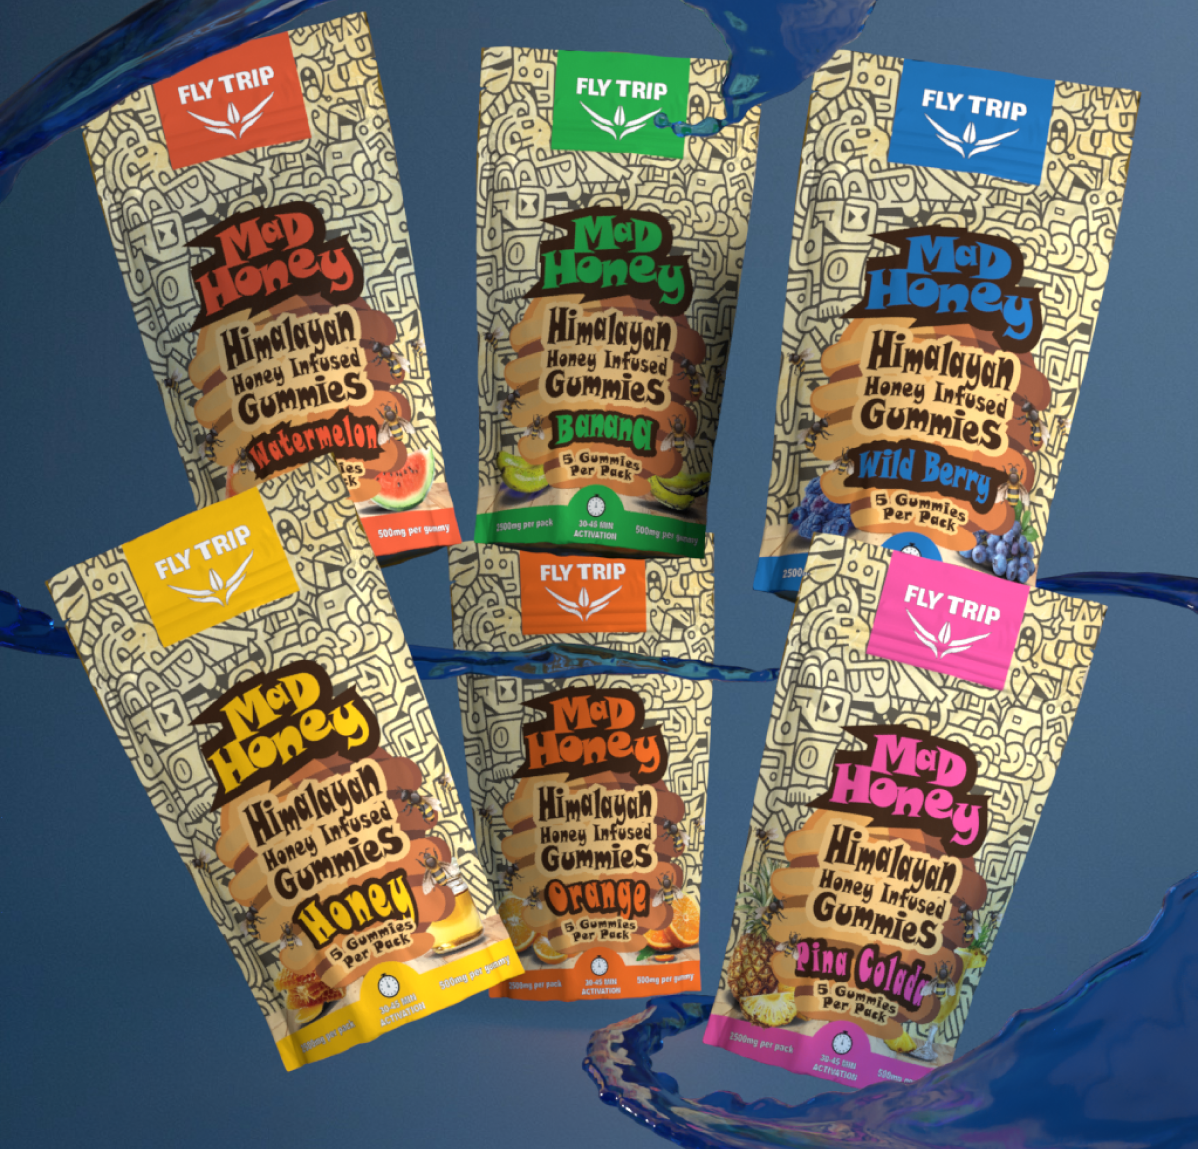 FLY TRIP
MaD
Honey
Himalayan
Honey Infused
Gummies
Watermelon
500mg per gummy
FLY TRIP
MaD
Honey
Himalayan
Honey Infused
Gummies
Banana
5 Gummies
Per Pack
2500mg per pack
30-45 MIN
ACTIVATION
500mg per gummy
FLY TRIP
MaD
Honey
Himalayan
Honey Infused
Gummies
Wild Berry
5 Gummies
Per Pack
FLY TRIP
MaD
Honey
Himalayan
Honey Infused
Gummies
Honey
5 Gummies
Per Pack
30-45 MIN
ACTIVATION
500mg per gummy
FLY TRIP
MaD
Honey
Himalayan
Honey Infused
Gummies
Orange
5 Gummies
Per Pack
2500mg per pack
30-45 MIN
ACTIVATION
500mg per gummy
FLY TRIP
MaD
Honey
Himalayan
Honey Infused
Gummies
Pina Colada
5 Gummies
Per Pack
2500mg per pack
30-45 MIN
ACTIVATION
500mg